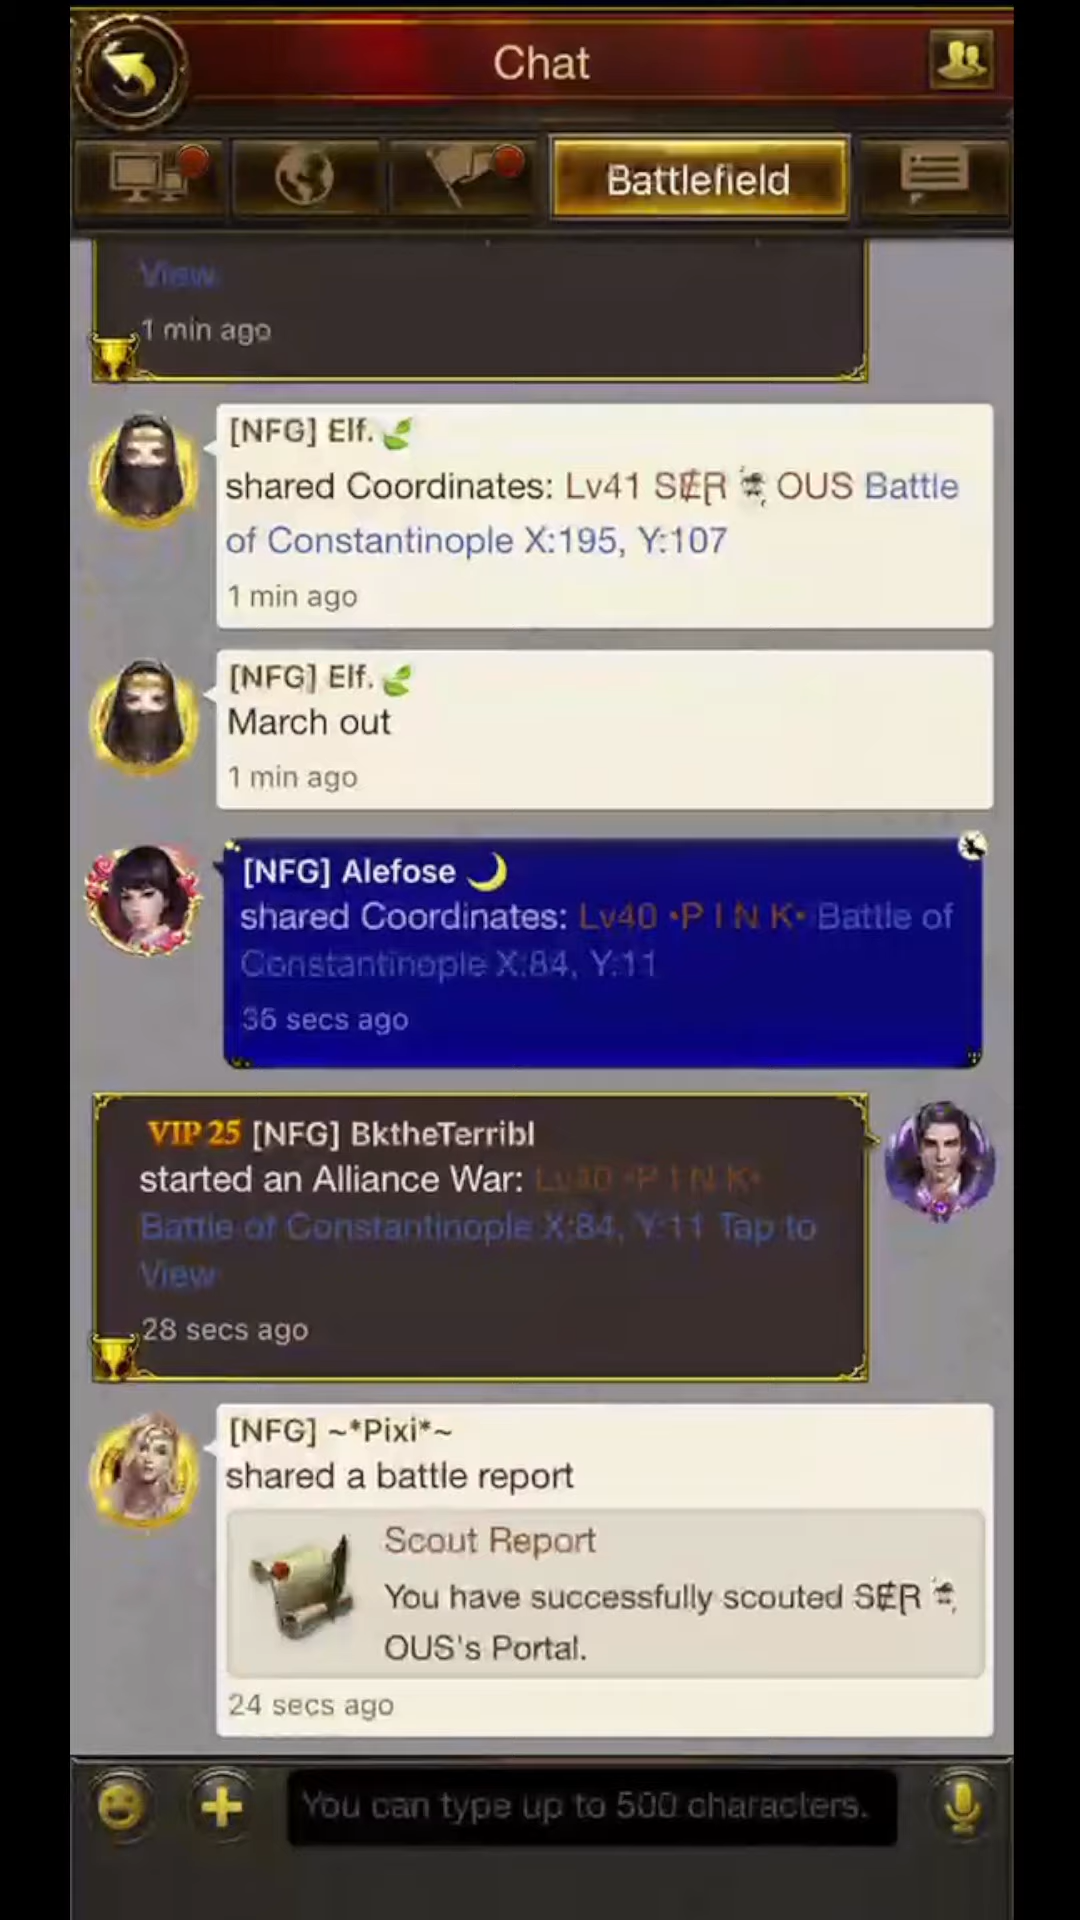 Chat
Battlefield
View
1 min ago
[NFG] Elf.🍃
shared Coordinates: Lv41 SɆⱤ OUS Battle
of Constantinople X:195, Y:107
1 min ago
[NFG] Elf.🍃
March out
1 min ago
[NFG] Alefose 🌙
shared Coordinates: Lv40 •P I N K• Battle of
Constantinople X:84, Y:11
36 secs ago
VIP 25 [NFG] BktheTerribl
started an Alliance War: Lv40 •P I N K•
Battle of Constantinople X:84, Y:11 Tap to
View
28 secs ago
[NFG] ~*Pixi*~
shared a battle report
Scout Report
You have successfully scouted SɆⱤ
OUS's Portal.
24 secs ago
You can type up to 500 characters.